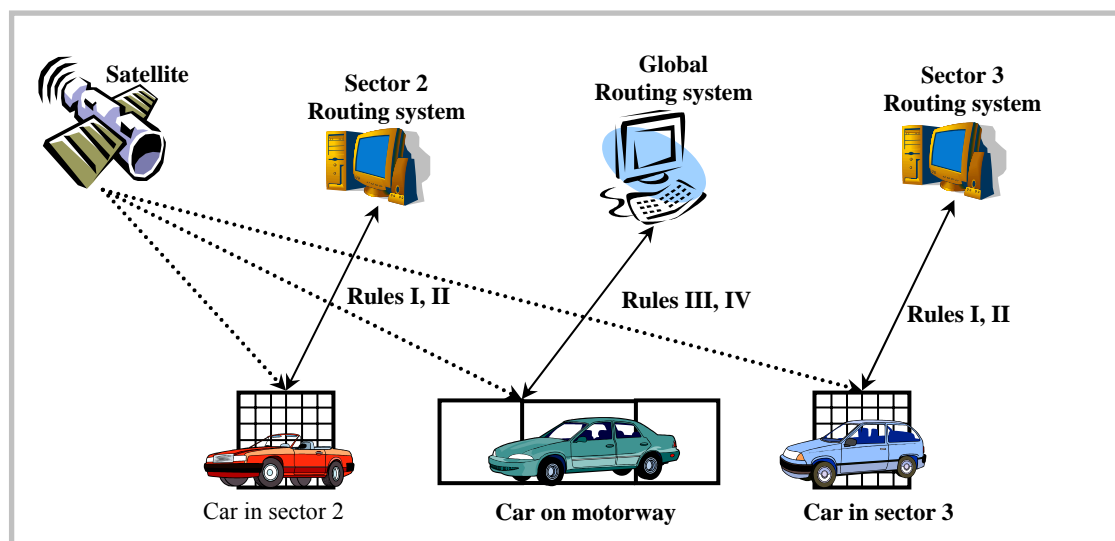 Satellite
Sector 2
Routing system
Global
Routing system
Sector 3
Routing system
Rules I, II
Rules III, IV
Rules I, II
Car in sector 2
Car on motorway
Car in sector 3